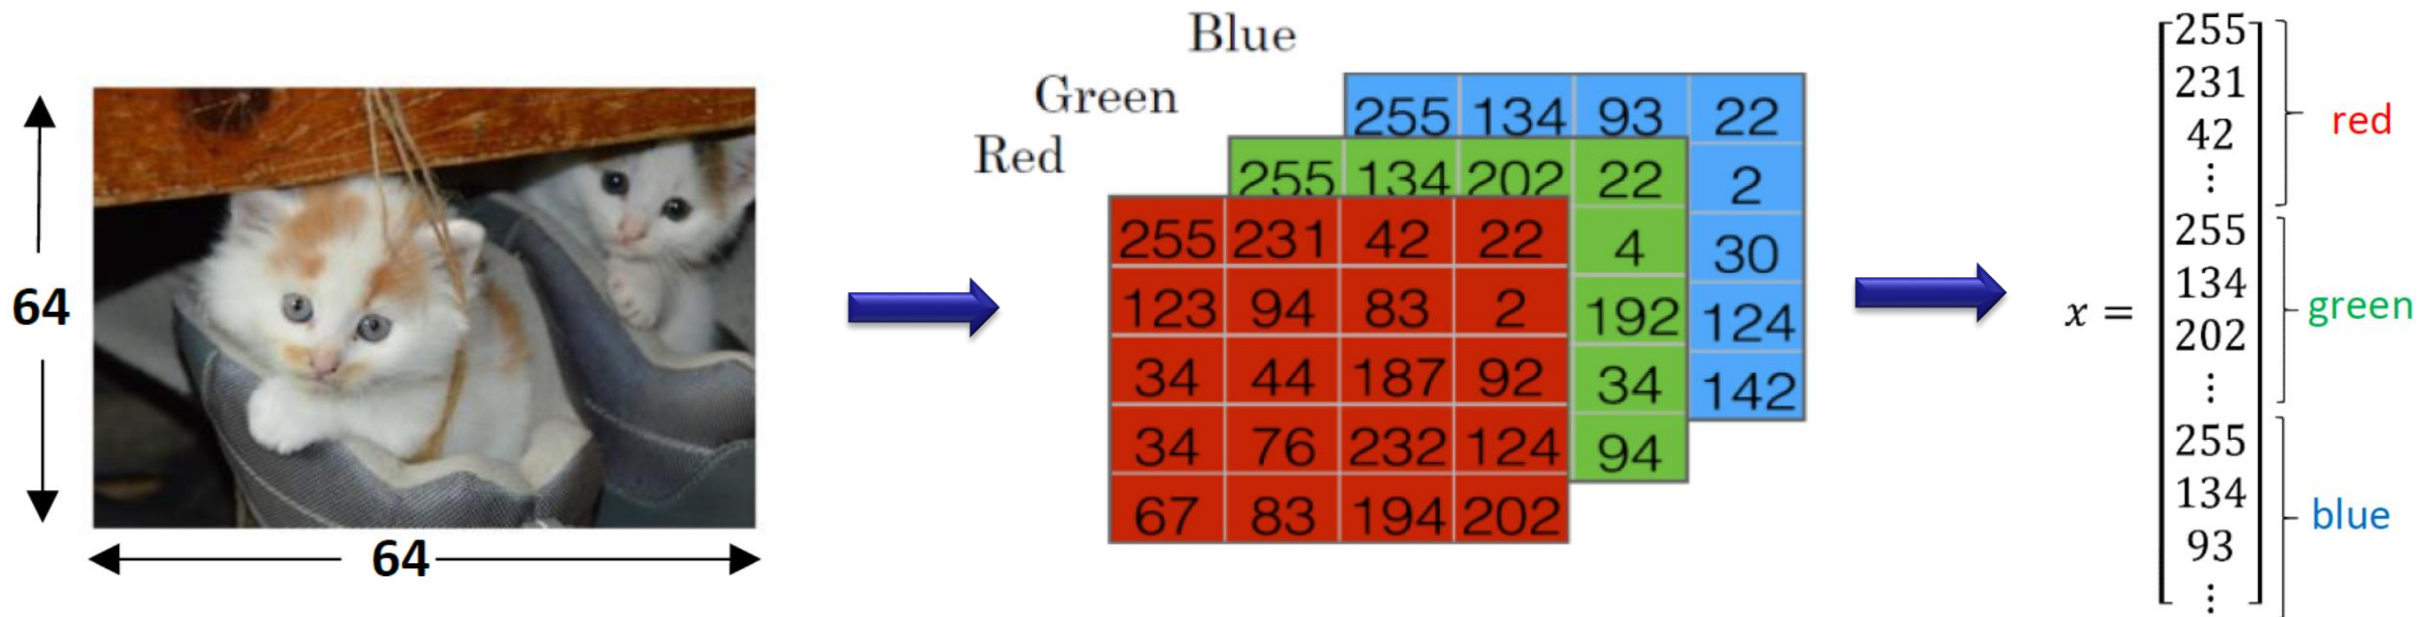 64
64
Blue
Green
Red
255 134 93 22
2
30
124
142
255 134 202 22
4
192
34
94
255 231 42 22
123 94 83 2
34 44 187 92
34 76 232 124
67 83 194 202
x =
255
231
42
⋮
255
134
202
⋮
255
134
93
⋮
red
green
blue